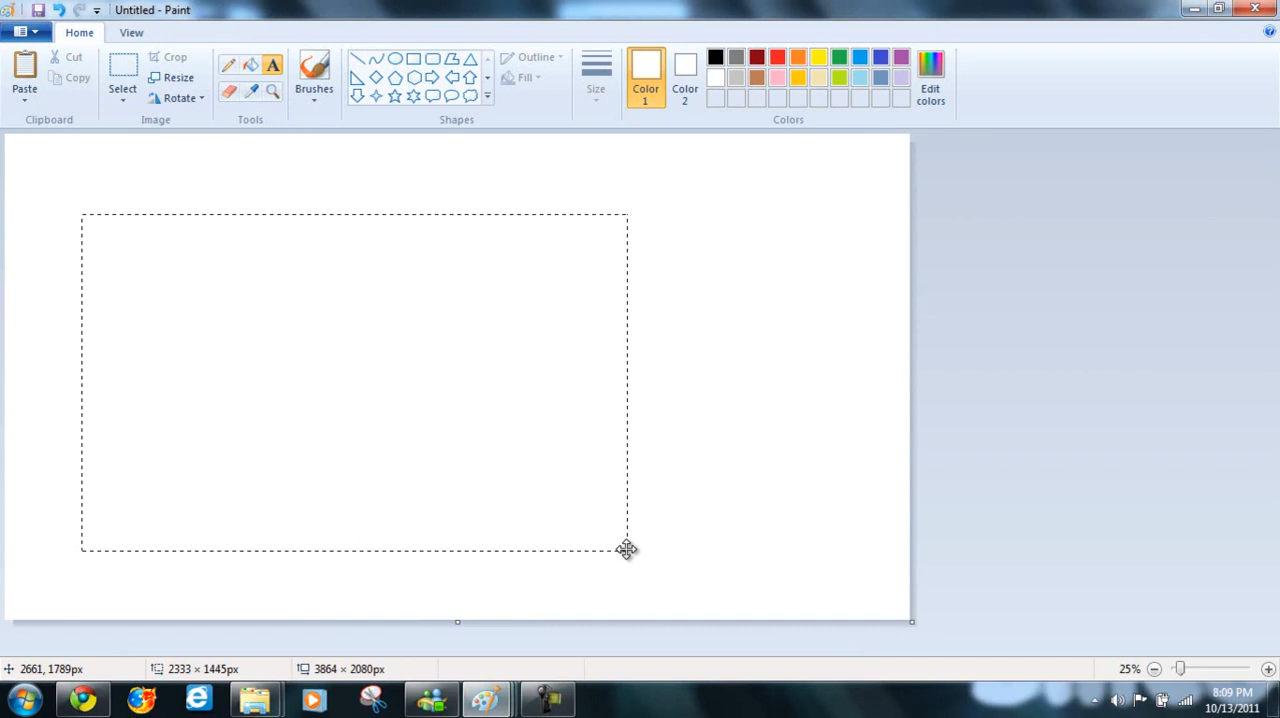 Untitled - Paint
Home View
Paste
Cut
Copy
Clipboard
Select
Crop
Resize
Rotate
Image
A
Tools
Brushes
Outline
Fill
Shapes
Size
Color 1
Color 2
Edit colors
Colors
2661, 1789px
2333 × 1445px
3864 × 2080px
25%
8:09 PM
10/13/2011